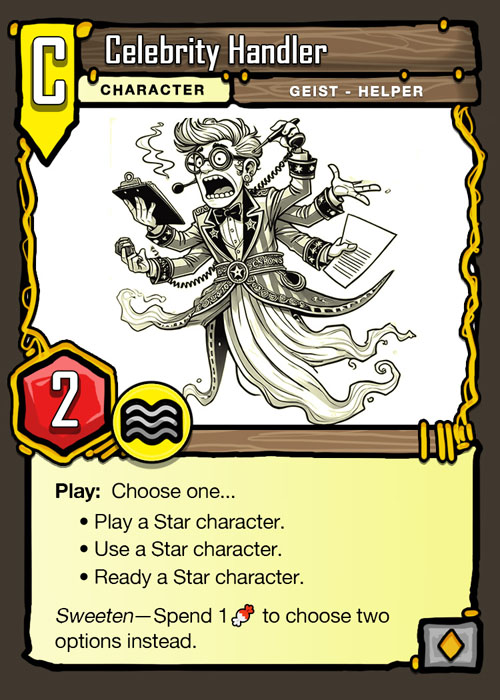 C
Celebrity Handler
CHARACTER
GEIST - HELPER
2
Play: Choose one...
• Play a Star character.
• Use a Star character.
• Ready a Star character.
Sweeten—Spend 1 to choose two
options instead.